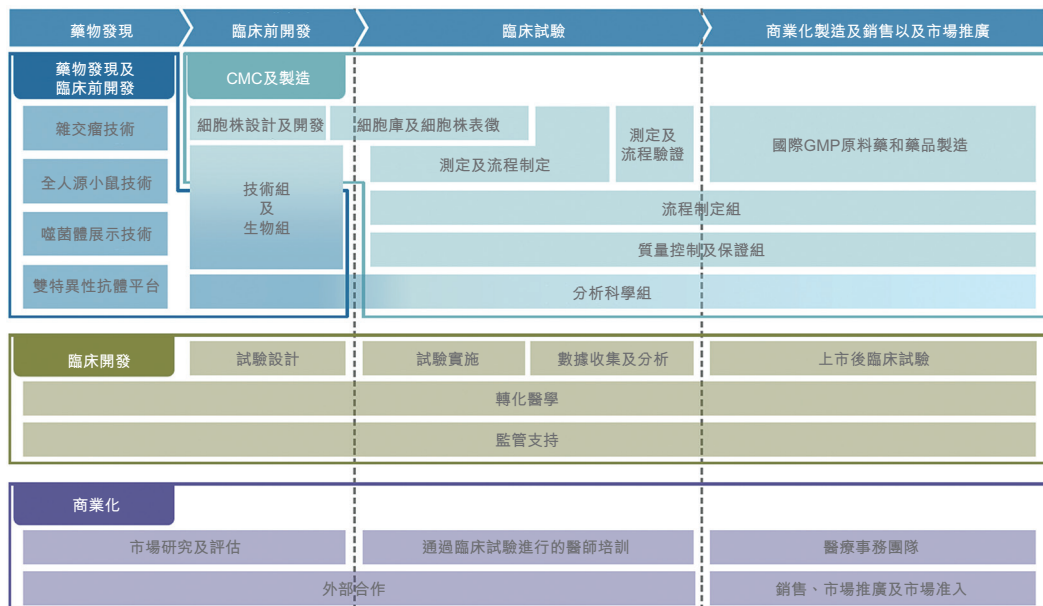 藥物發現
臨床前開發
臨床試驗
商業化製造及銷售以及市場推廣
藥物發現及
臨床前開發
CMC及製造
雜交瘤技術
全人源小鼠技術
噬菌體展示技術
雙特異性抗體平台
細胞株設計及開發
細胞庫及細胞株表徵
測定及流程制定
測定及
流程驗證
國際GMP原料藥和藥品製造
技術組
及
生物組
流程制定組
質量控制及保證組
分析科學組
臨床開發
試驗設計
試驗實施
數據收集及分析
上市後臨床試驗
轉化醫學
監管支持
商業化
市場研究及評估
通過臨床試驗進行的醫師培訓
醫療事務團隊
外部合作
銷售、市場推廣及市場准入